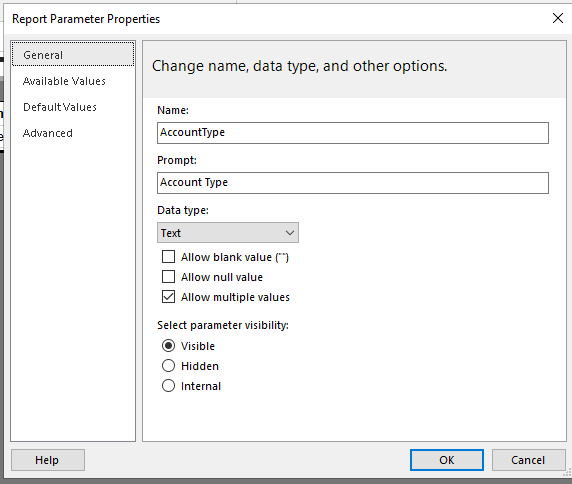 Report Parameter Properties
General
Available Values
Default Values
Advanced
Change name, data type, and other options.
Name:
AccountType
Prompt:
Account Type
Data type:
Text
Allow blank value ("")
Allow null value
Allow multiple values
Select parameter visibility:
Visible
Hidden
Internal
Help
OK
Cancel